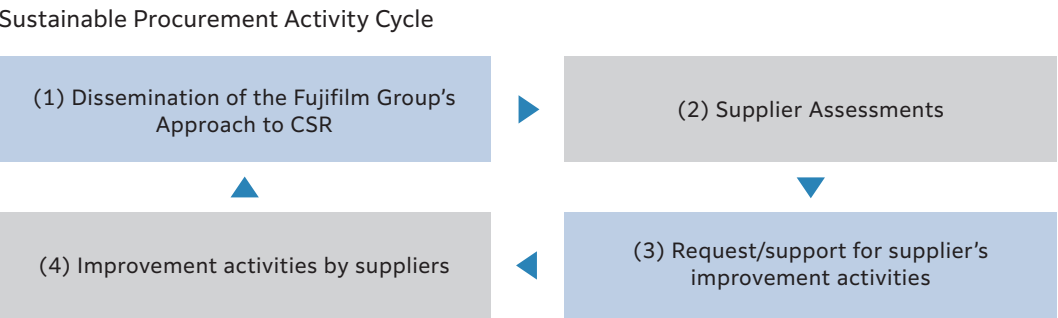 Sustainable Procurement Activity Cycle
(1) Dissemination of the Fujifilm Group’s
Approach to CSR
(2) Supplier Assessments
(3) Request/support for supplier’s
improvement activities
(4) Improvement activities by suppliers